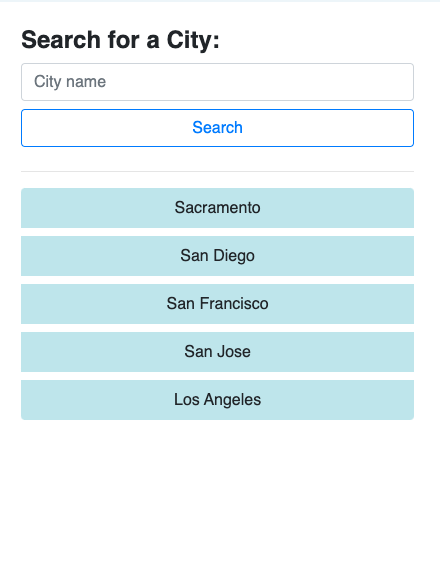 Search for a City:
City name
Search
Sacramento
San Diego
San Francisco
San Jose
Los Angeles